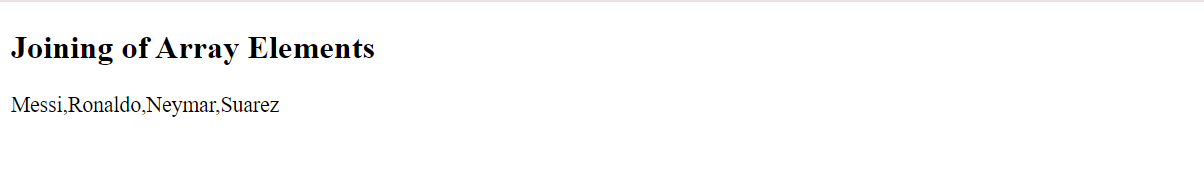 Joining of Array Elements
Messi,Ronaldo,Neymar,Suarez